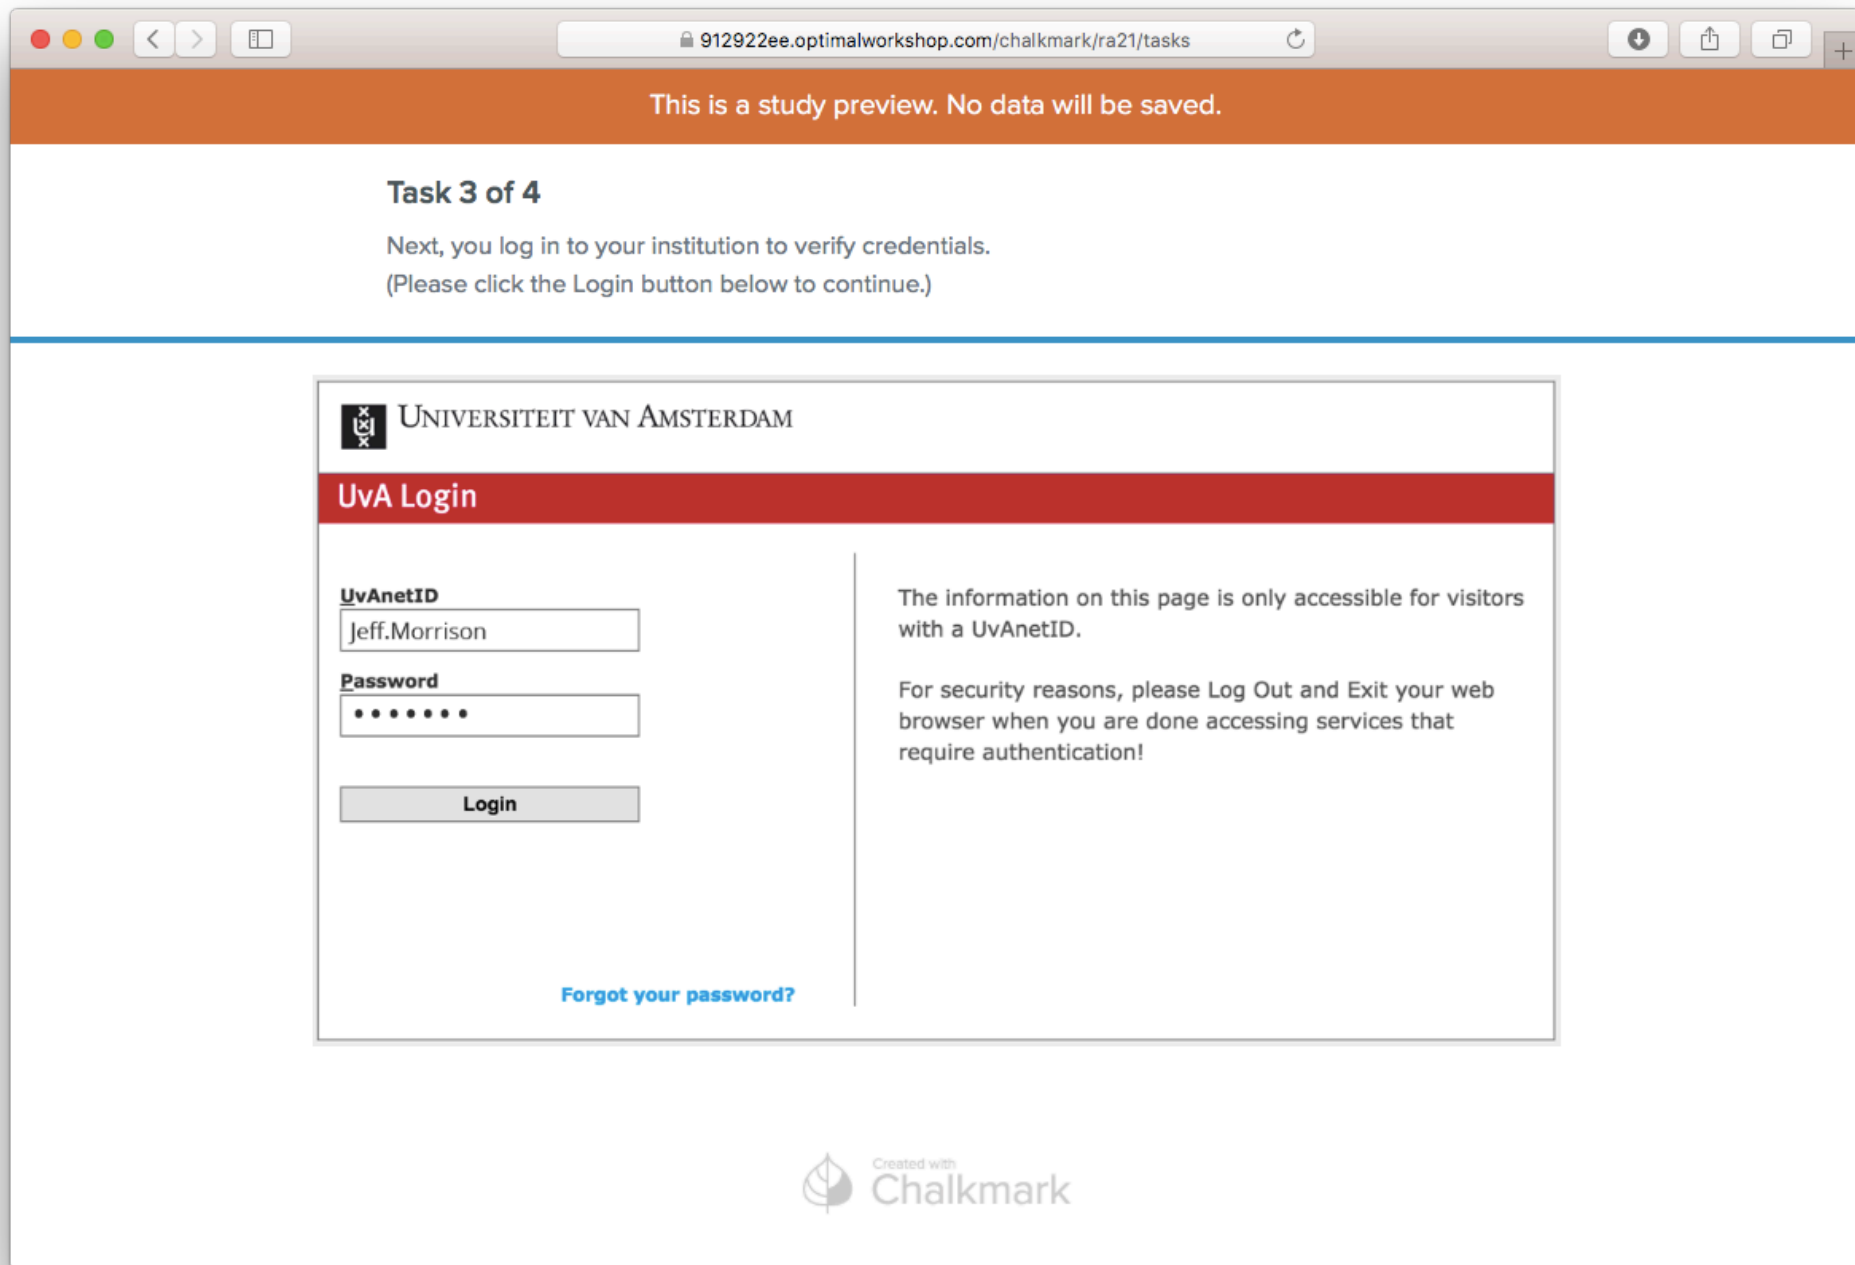 912922ee.optimalworkshop.com/chalkmark/ra21/tasks
This is a study preview. No data will be saved.
Task 3 of 4
Next, you log in to your institution to verify credentials.
(Please click the Login button below to continue.)
UNIVERSITEIT VAN AMSTERDAM
UvA Login
UvAnetID
Jeff.Morrison
Password
•••••••
Login
Forgot your password?
The information on this page is only accessible for visitors
with a UvAnetID.
For security reasons, please Log Out and Exit your web
browser when you are done accessing services that
require authentication!
Created with
Chalkmark